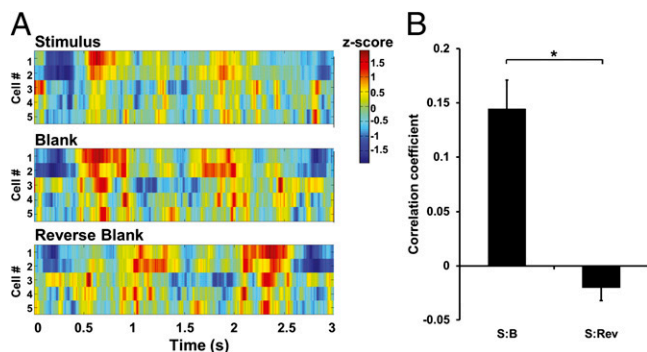 A
Stimulus
z-score
Cell #
1
2
3
4
5
1.5
1
0.5
0
-0.5
-1
-1.5
Blank
Cell #
1
2
3
4
5
Reverse Blank
Cell #
1
2
3
4
5
0 0.5 1 1.5 2 2.5 3
Time (s)
B
Correlation coefficient
0.2
0.15
0.1
0.05
0
-0.05
*
S:B S:Rev